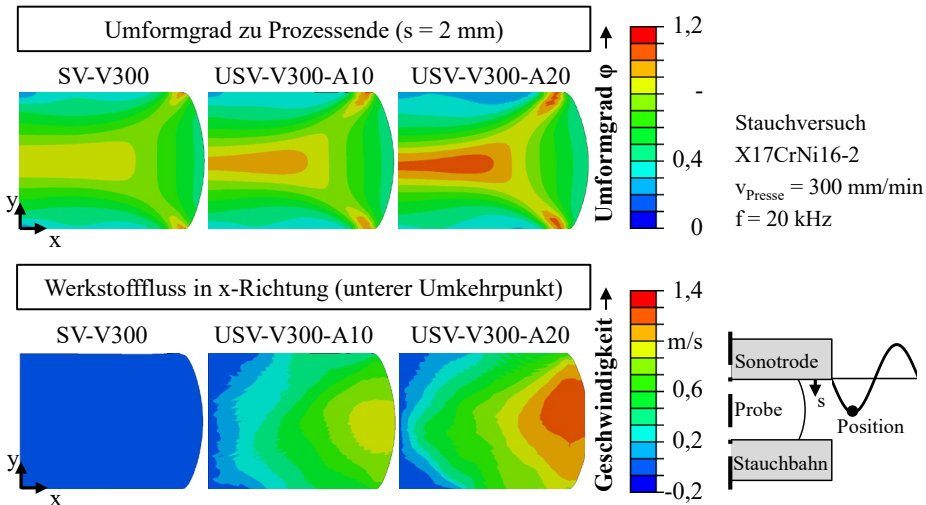 Umformgrad zu Prozessende (s = 2 mm)
SV-V300
USV-V300-A10
USV-V300-A20
y
x
Umformgrad φ
1,2
-
0,4
0
Stauchversuch
X17CrNi16-2
vPresse = 300 mm/min
f = 20 kHz
Werkstofffluss in x-Richtung (unterer Umkehrpunkt)
SV-V300
USV-V300-A10
USV-V300-A20
y
x
Geschwindigkeit
1,4
m/s
0,6
0,2
-0,2
Sonotrode
s
Probe
Position
Stauchbahn